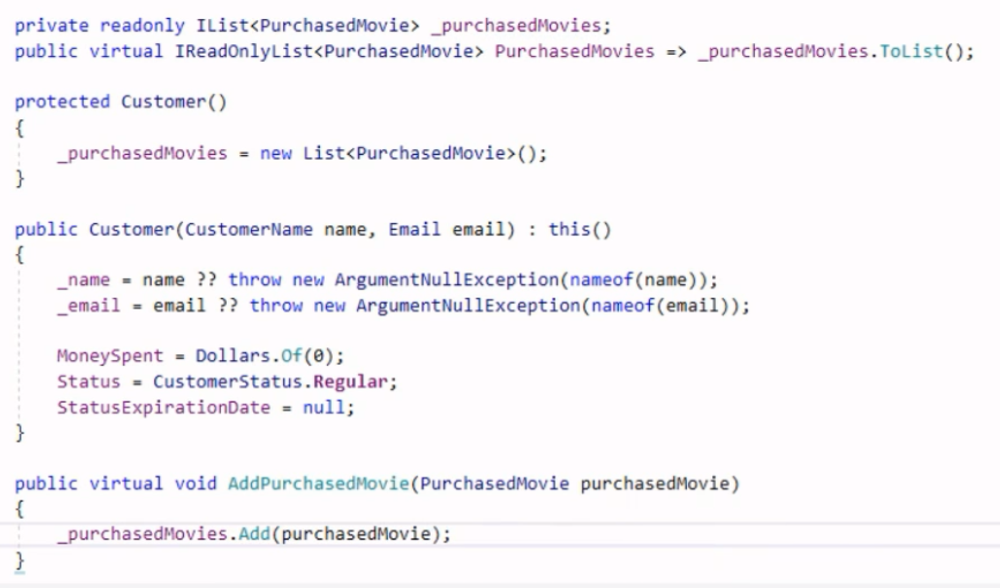 private readonly IList<PurchasedMovie> _purchasedMovies;
public virtual IReadOnlyList<PurchasedMovie> PurchasedMovies => _purchasedMovies.ToList();
protected Customer()
{
_purchasedMovies = new List<PurchasedMovie>();
}
public Customer(CustomerName name, Email email) : this()
{
_name = name ?? throw new ArgumentNullException(nameof(name));
_email = email ?? throw new ArgumentNullException(nameof(email));
MoneySpent = Dollars.Of(0);
Status = CustomerStatus.Regular;
StatusExpirationDate = null;
}
public virtual void AddPurchasedMovie(PurchasedMovie purchasedMovie)
{
_purchasedMovies.Add(purchasedMovie);
}